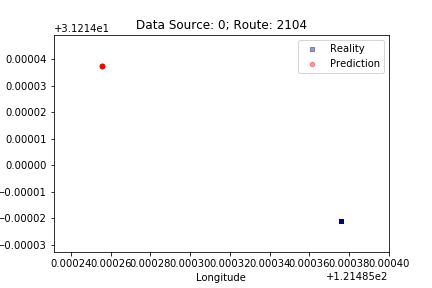 Data Source: 0; Route: 2104
+3.1214e1
Reality
Prediction
0.00004
0.00003
0.00002
0.00001
0.00000
−0.00001
−0.00002
−0.00003
0.00024 0.00026 0.00028 0.00030 0.00032 0.00034 0.00036 0.00038 0.00040
Longitude
+1.21485e2